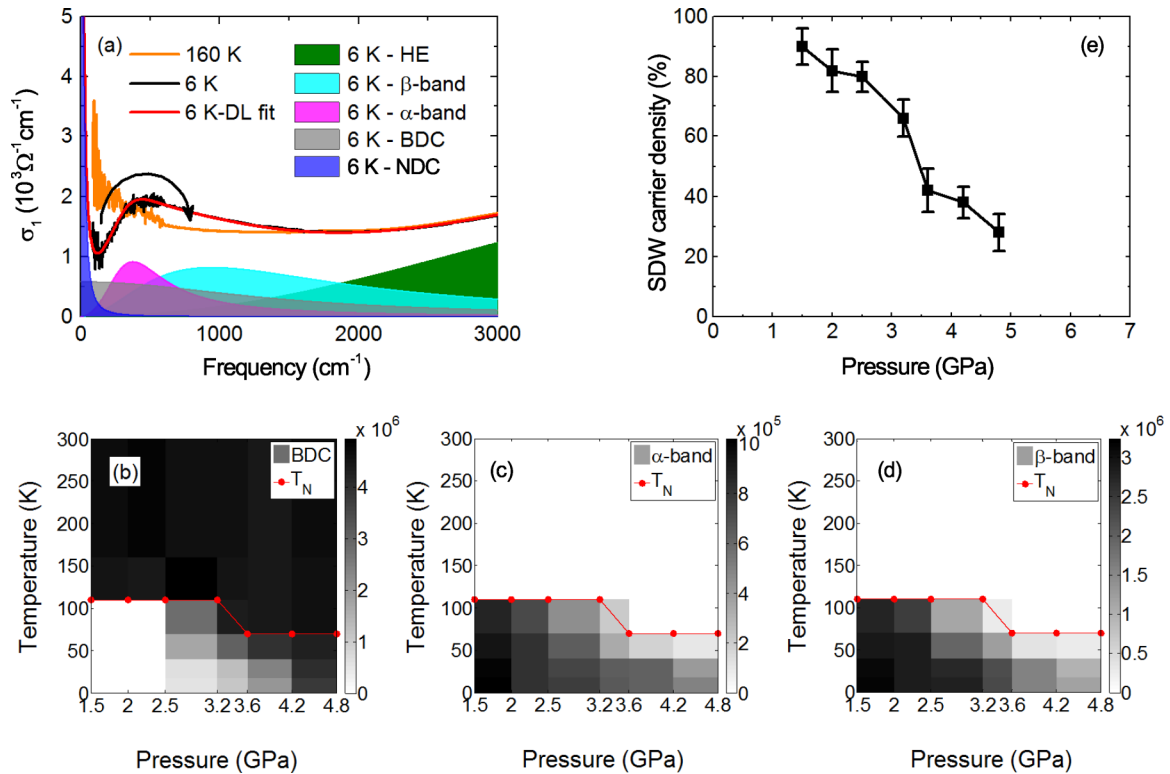 (a)
160 K
6 K
6 K-DL fit
6 K - HE
6 K - β-band
6 K - α-band
6 K - BDC
6 K - NDC
σ₁ (10³Ω⁻¹cm⁻¹)
5
4
3
2
1
0
0 1000 2000 3000
Frequency (cm⁻¹)
(e)
SDW carrier density (%)
100
80
60
40
20
0
0 1 2 3 4 5 6 7
Pressure (GPa)
(b)
BDC
T_N
x 10⁶
Temperature (K)
300
250
200
150
100
50
0
1.5 2 2.5 3.2 3.6 4.2 4.8
Pressure (GPa)
4
3
2
1
0
(c)
α-band
T_N
x 10⁵
Temperature (K)
300
250
200
150
100
50
0
1.5 2 2.5 3.2 3.6 4.2 4.8
Pressure (GPa)
10
8
6
4
2
0
(d)
β-band
T_N
x 10⁶
Temperature (K)
300
250
200
150
100
50
0
1.5 2 2.5 3.2 3.6 4.2 4.8
Pressure (GPa)
3
2.5
2
1.5
1
0.5
0